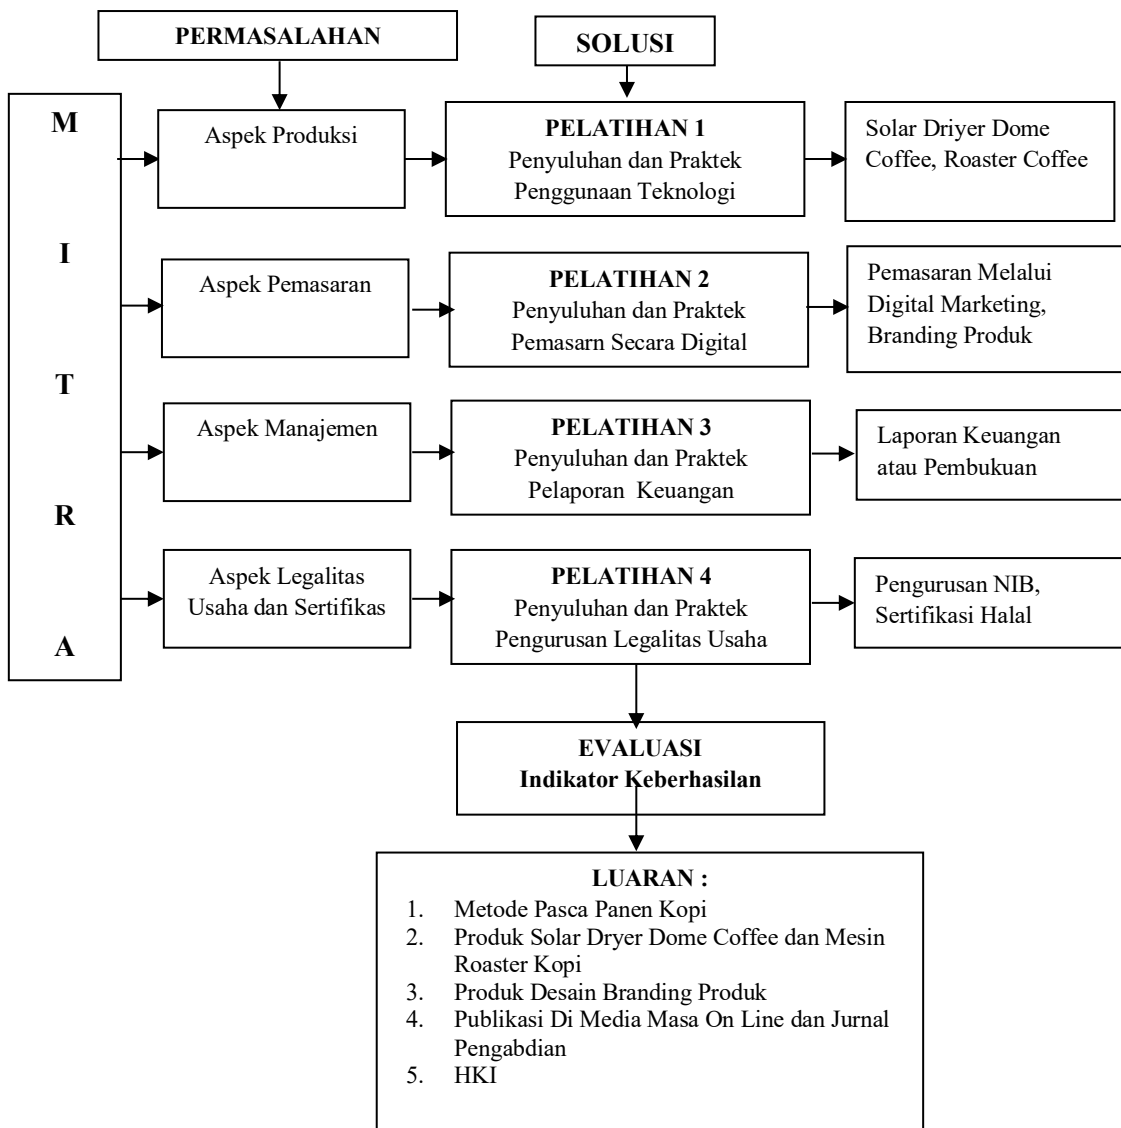 PERMASALAHAN
SOLUSI
M
I
T
R
A
Aspek Produksi
PELATIHAN 1
Penyuluhan dan Praktek
Penggunaan Teknologi
Solar Driyer Dome
Coffee, Roaster Coffee
Aspek Pemasaran
PELATIHAN 2
Penyuluhan dan Praktek
Pemasarn Secara Digital
Pemasaran Melalui
Digital Marketing,
Branding Produk
Aspek Manajemen
PELATIHAN 3
Penyuluhan dan Praktek
Pelaporan Keuangan
Laporan Keuangan
atau Pembukuan
Aspek Legalitas
Usaha dan Sertifikas
PELATIHAN 4
Penyuluhan dan Praktek
Pengurusan Legalitas Usaha
Pengurusan NIB,
Sertifikasi Halal
EVALUASI
Indikator Keberhasilan
LUARAN :
1. Metode Pasca Panen Kopi
2. Produk Solar Dryer Dome Coffee dan Mesin
Roaster Kopi
3. Produk Desain Branding Produk
4. Publikasi Di Media Masa On Line dan Jurnal
Pengabdian
5. HKI